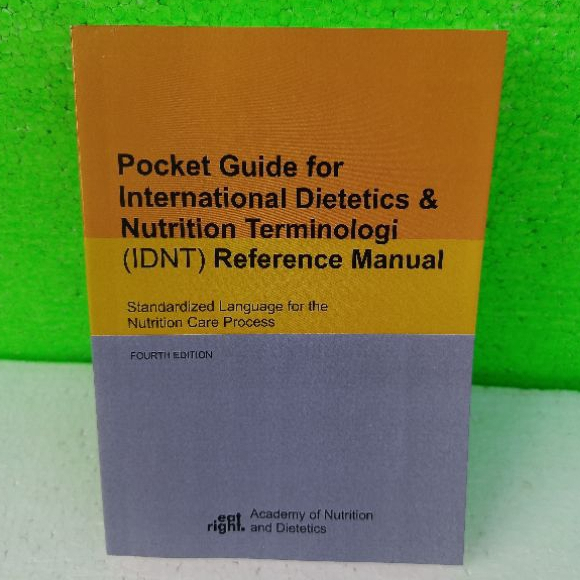 Pocket Guide for
International Dietetics &
Nutrition Terminologi
(IDNT) Reference Manual
Standardized Language for the
Nutrition Care Process
FOURTH EDITION
eat
right. Academy of Nutrition
and Dietetics